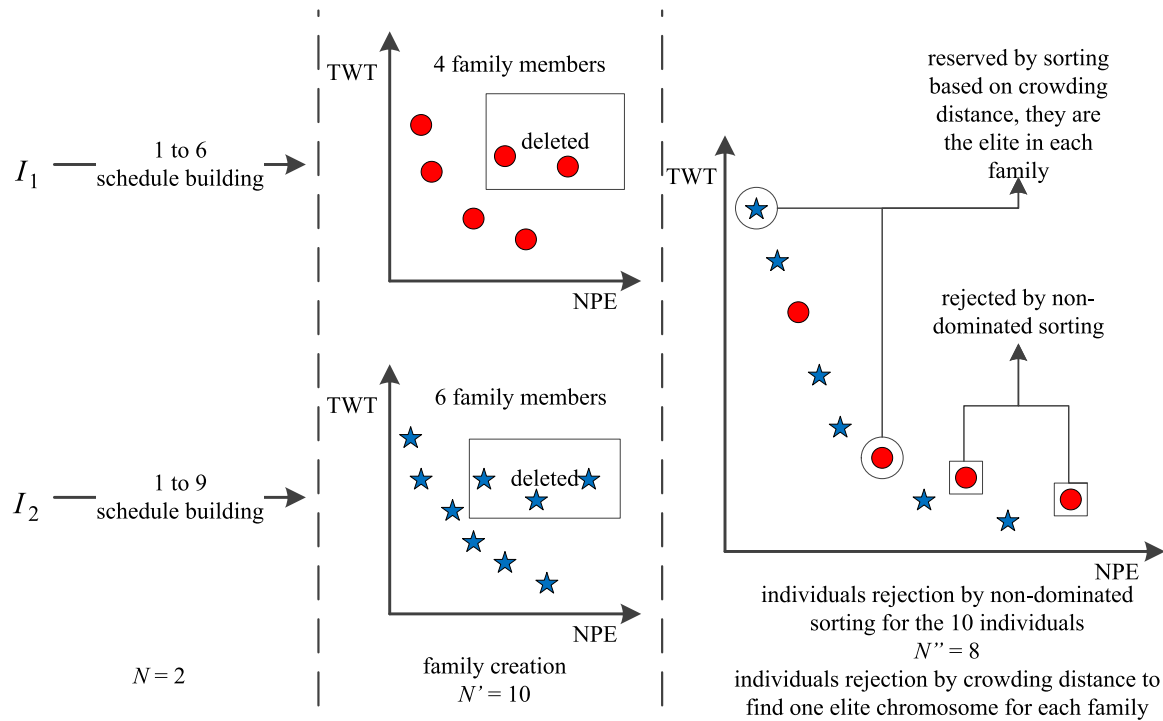 I1
1 to 6
schedule building
TWT
4 family members
deleted
NPE
I2
1 to 9
schedule building
TWT
6 family members
deleted
NPE
reserved by sorting
based on crowding
distance, they are
the elite in each
family
TWT
rejected by non-
dominated sorting
NPE
N = 2
family creation
N’ = 10
individuals rejection by non-dominated
sorting for the 10 individuals
N’’ = 8
individuals rejection by crowding distance to
find one elite chromosome for each family